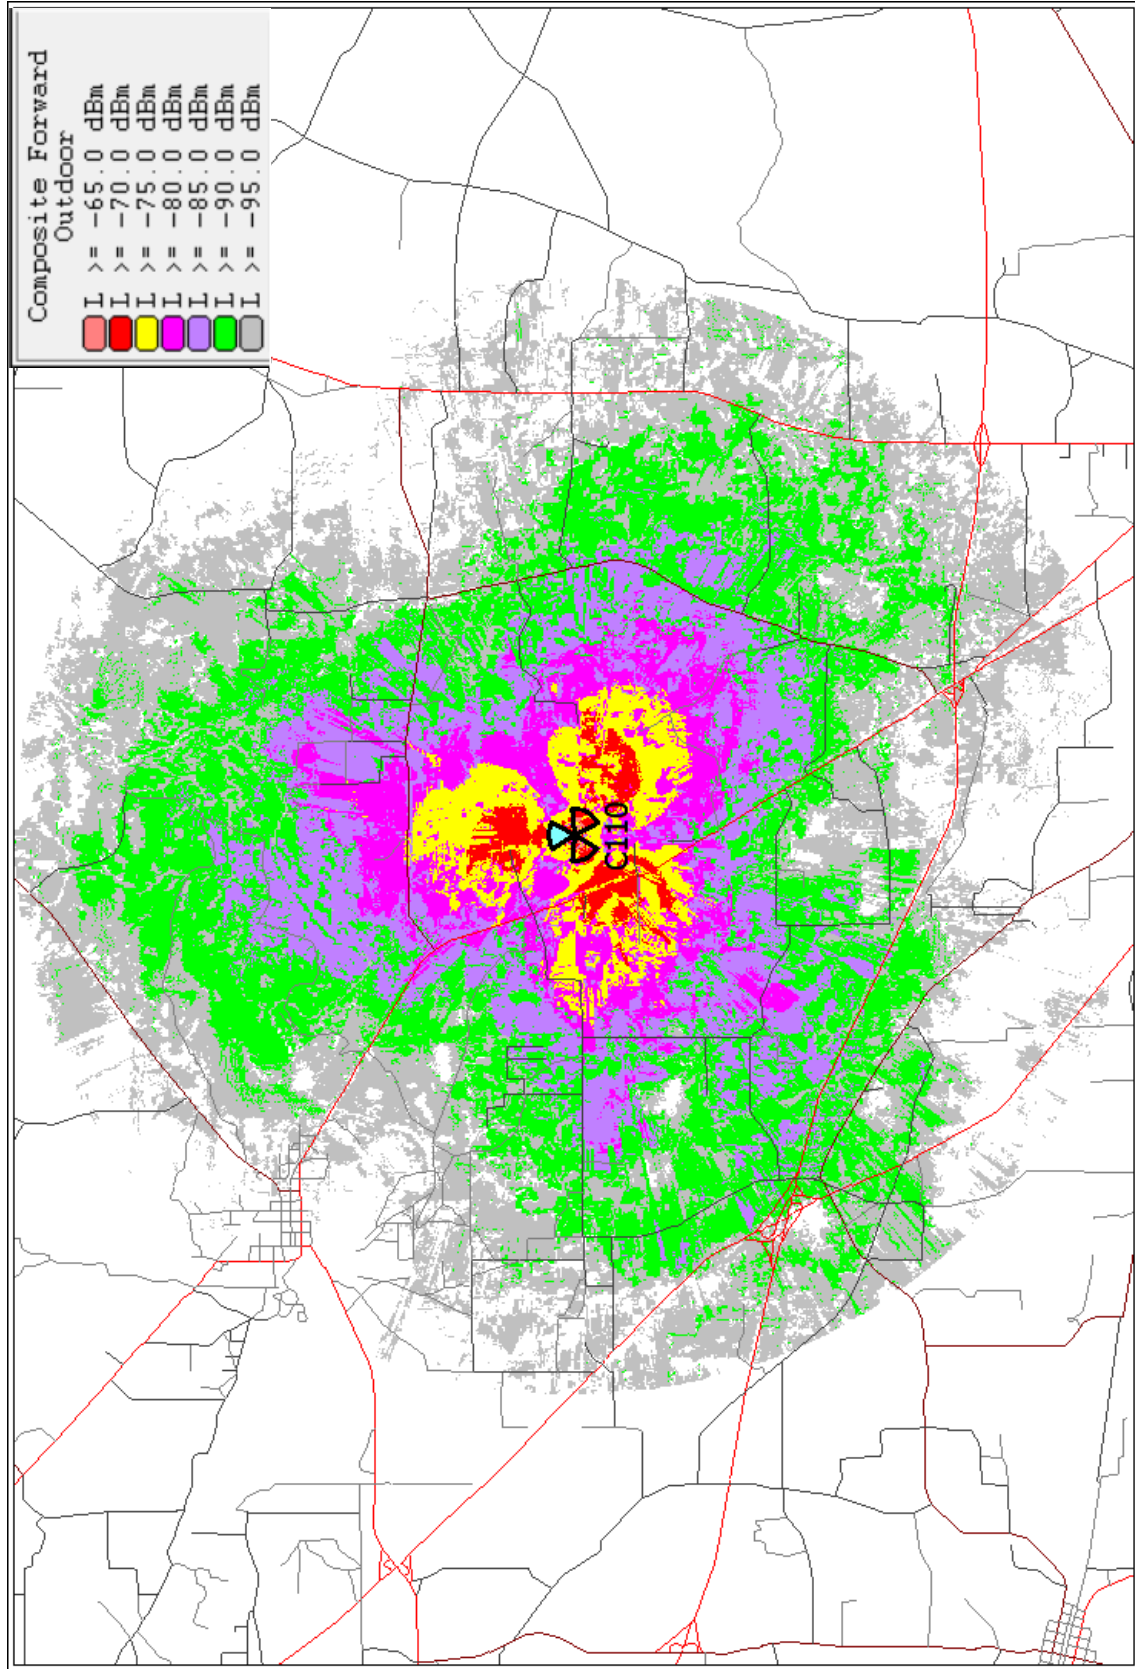 Composite Forward
Outdoor
L >= -65.0 dBm
L >= -70.0 dBm
L >= -75.0 dBm
L >= -80.0 dBm
L >= -85.0 dBm
L >= -90.0 dBm
L >= -95.0 dBm
C110